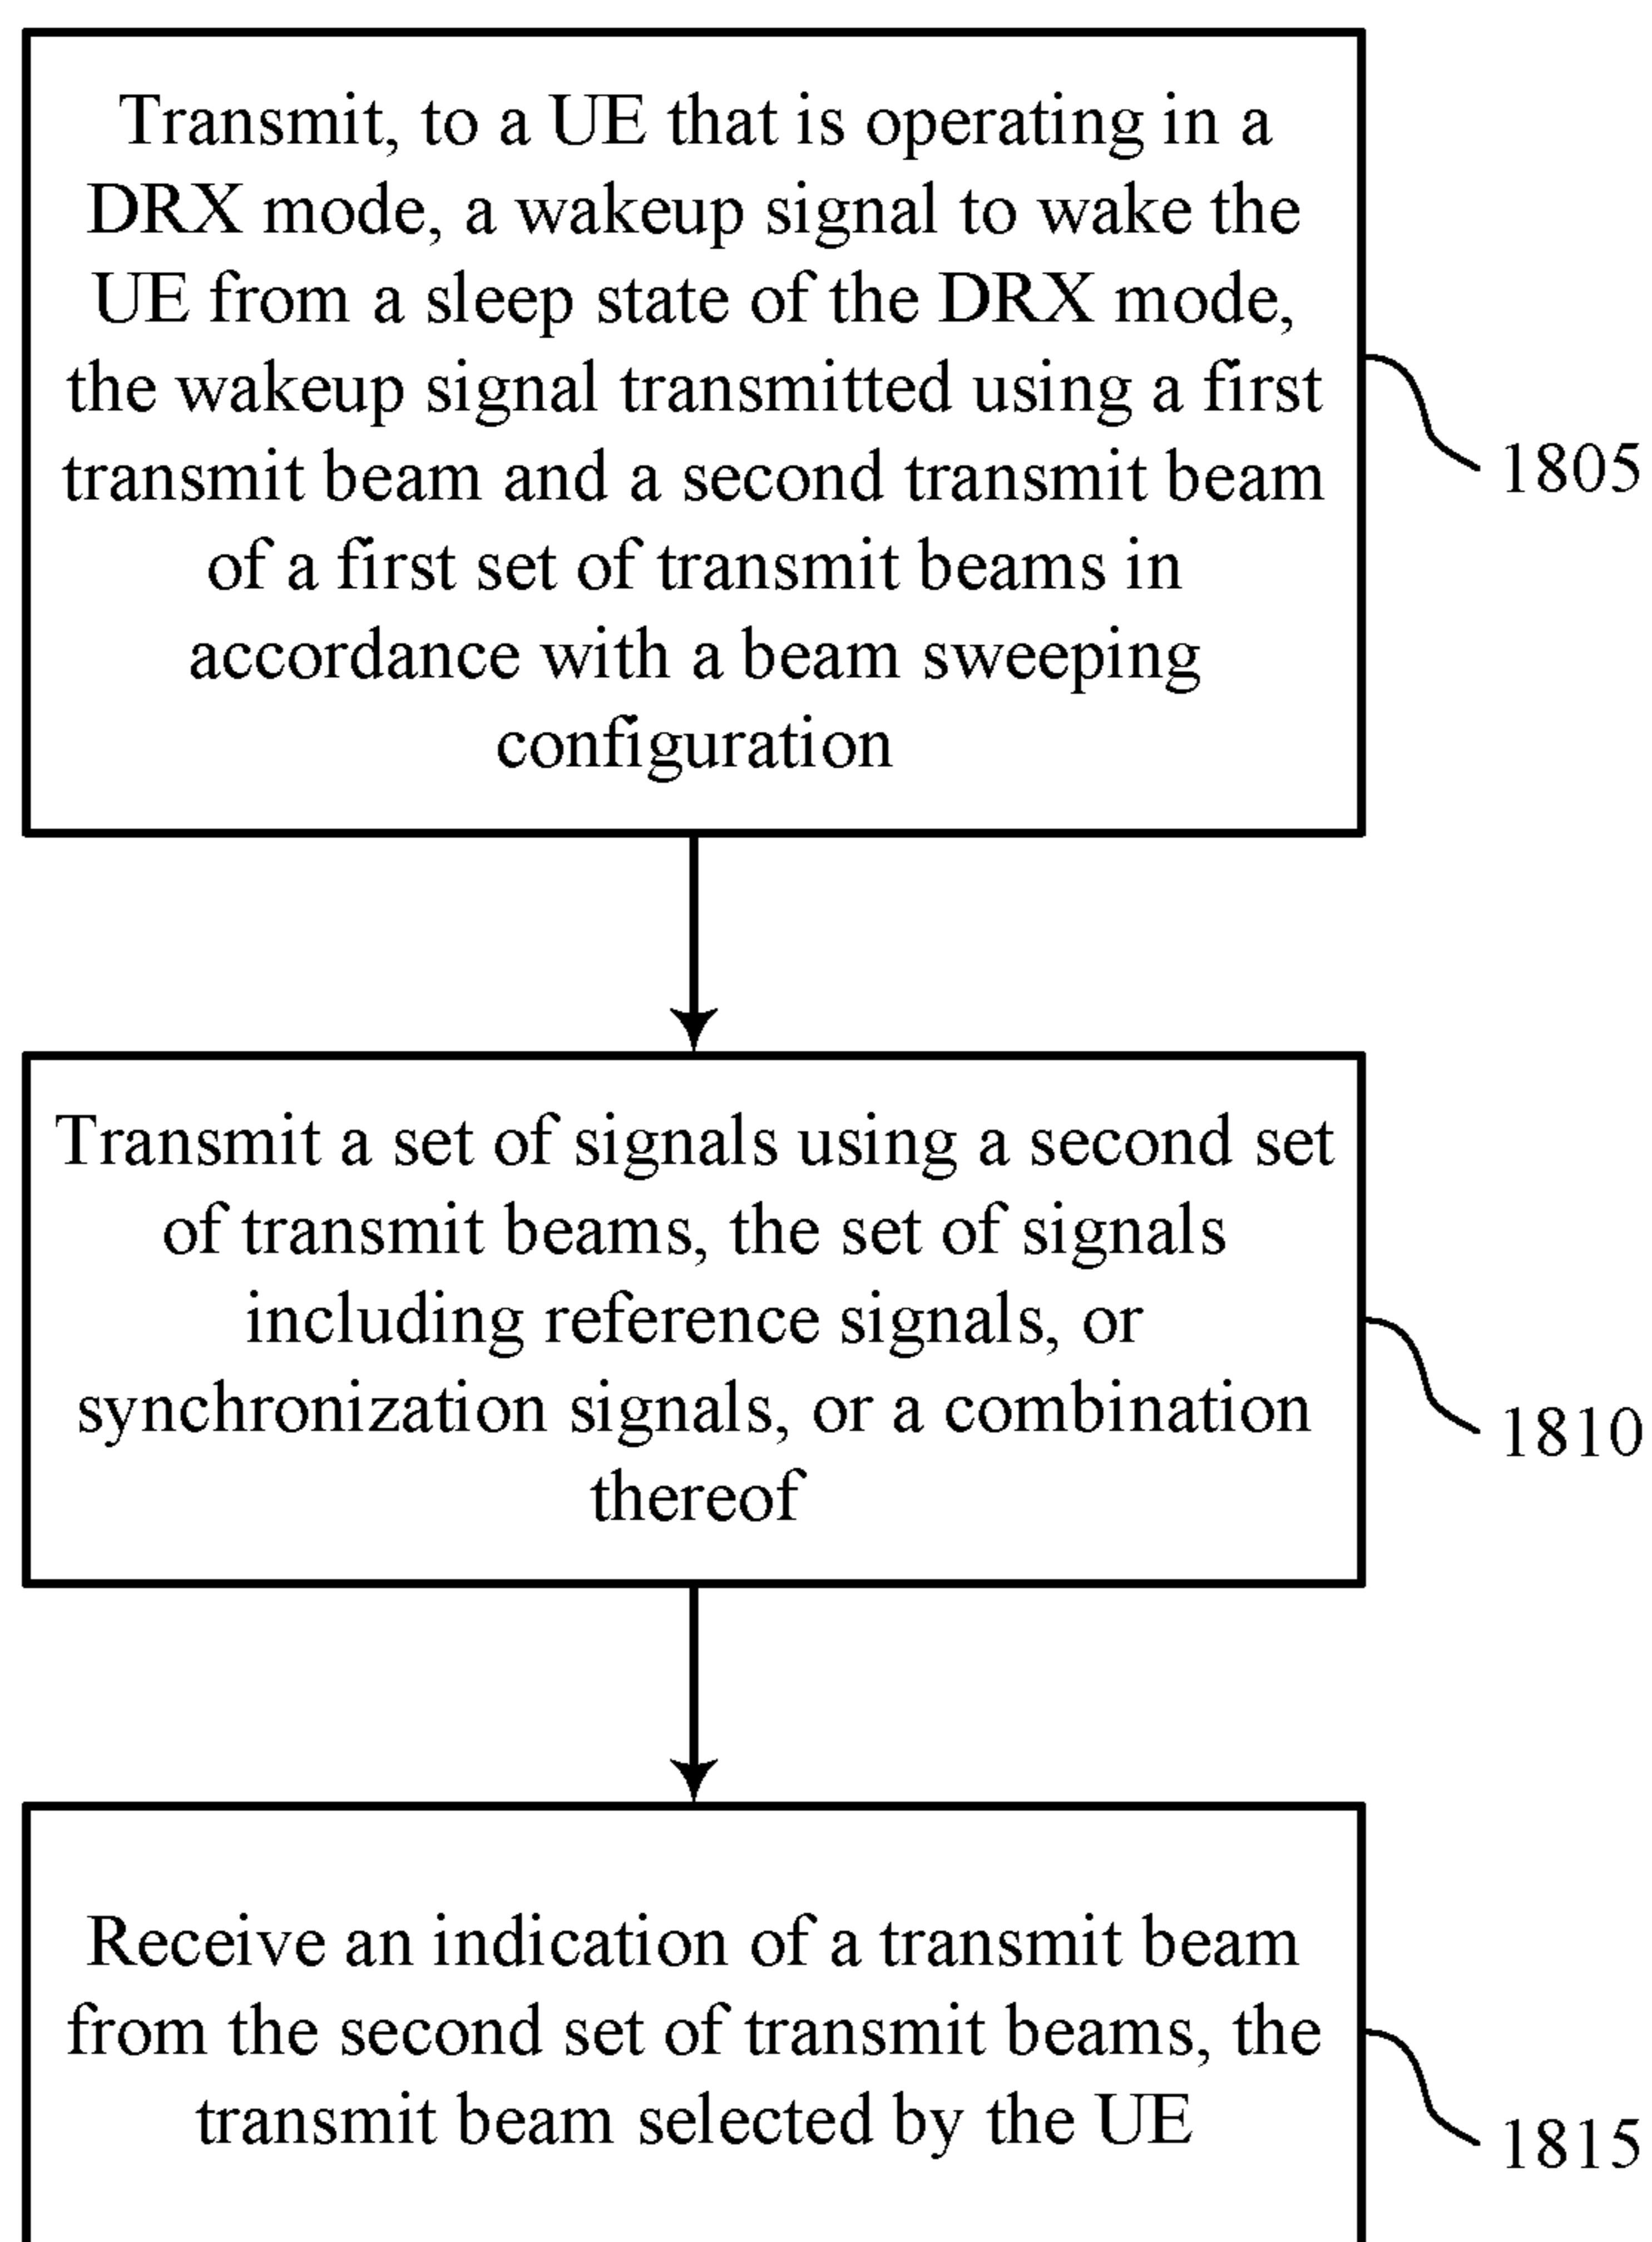 Transmit, to a UE that is operating in a
DRX mode, a wakeup signal to wake the
UE from a sleep state of the DRX mode,
the wakeup signal transmitted using a first
transmit beam and a second transmit beam
of a first set of transmit beams in
accordance with a beam sweeping
configuration
1805
Transmit a set of signals using a second set
of transmit beams, the set of signals
including reference signals, or
synchronization signals, or a combination
thereof
1810
Receive an indication of a transmit beam
from the second set of transmit beams, the
transmit beam selected by the UE
1815